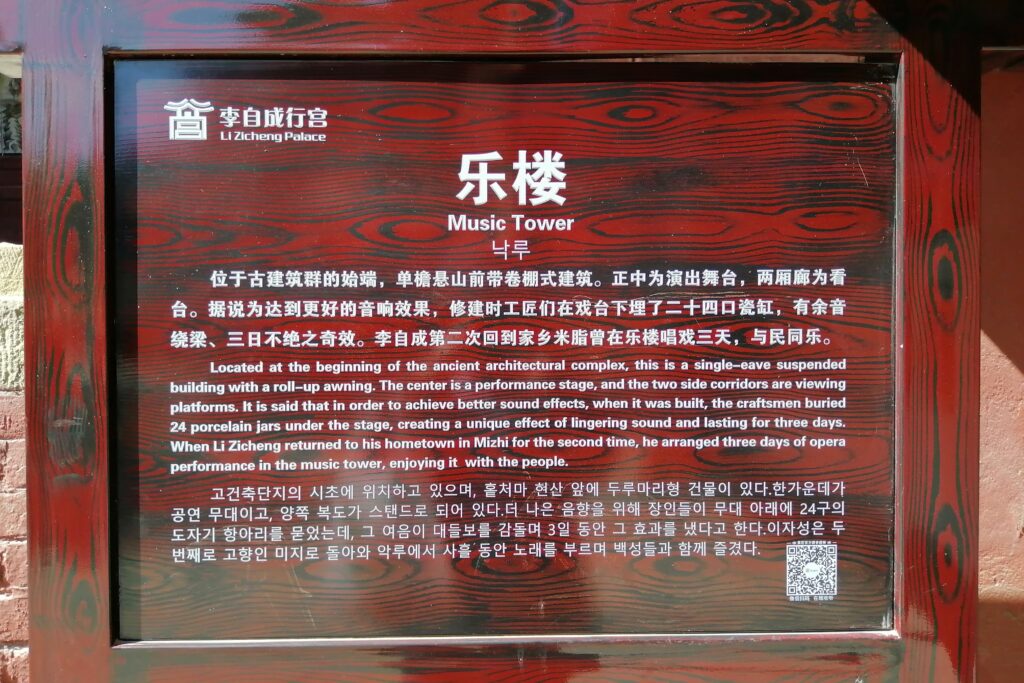 李自成行宫
Li Zicheng Palace
乐楼
Music Tower
낙루
位于古建筑群的始端，单檐悬山前带卷棚式建筑。正中为演出舞台，两厢廊为看
台。据说为达到更好的音响效果，修建时工匠们在戏台下埋了二十四口瓷缸，有余音
绕梁、三日不绝之奇效。李自成第二次回到家乡米脂曾在乐楼唱戏三天，与民同乐。
Located at the beginning of the ancient architectural complex, this is a single-eave suspended
building with a roll-up awning. The center is a performance stage, and the two side corridors are viewing
platforms. It is said that in order to achieve better sound effects, when it was built, the craftsmen buried
24 porcelain jars under the stage, creating a unique effect of lingering sound and lasting for three days.
When Li Zicheng returned to his hometown in Mizhi for the second time, he arranged three days of opera
performance in the music tower, enjoying it with the people.
고건축단지의 시초에 위치하고 있으며, 홑처마 현산 앞에 두루마리형 건물이 있다.한가운데가
공연 무대이고, 양쪽 복도가 스탠드로 되어 있다.더 나은 음향을 위해 장인들이 무대 아래에 24구의
도자기 항아리를 묻었는데, 그 여음이 대들보를 감돌며 3일 동안 그 효과를 냈다고 한다.이자성은 두
번째로 고향인 미지로 돌아와 악루에서 사흘 동안 노래를 부르며 백성들과 함께 즐겼다.